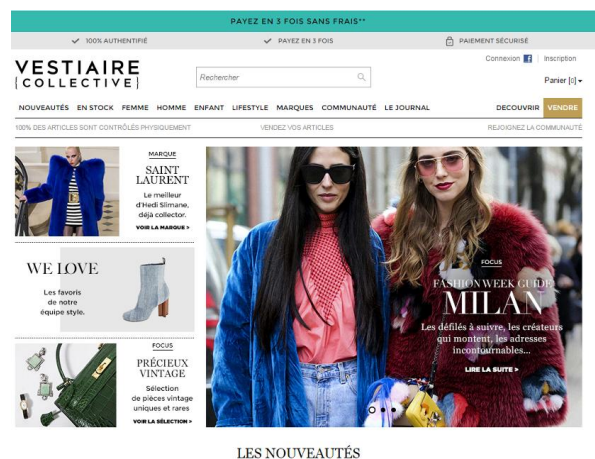 PAYEZ EN 3 FOIS SANS FRAIS**
100% AUTHENTIFIÉ
PAYEZ EN 3 FOIS
PAIEMENT SÉCURISÉ
Connexion
Inscription
VESTIAIRE
{ COLLECTIVE }
Rechercher
Panier [0]
NOUVEAUTÉS EN STOCK FEMME HOMME ENFANT LIFESTYLE MARQUES COMMUNAUTÉ LE JOURNAL DECOUVRIR VENDRE
100% DES ARTICLES SONT CONTRÔLÉS PHYSIQUEMENT
VENDEZ VOS ARTICLES
REJOIGNEZ LA COMMUNAUTÉ
MARQUE
SAINT
LAURENT
Le meilleur
d'Hedi Slimane,
déjà collector.
VOIR LA MARQUE >
WE LOVE
Les favoris
de notre
équipe style.
FOCUS
PRÉCIEUX
VINTAGE
Sélection
de pièces vintage
uniques et rares
VOIR LA SÉLECTION >
FOCUS
FASHION WEEK GUIDE
MILAN
Les défilés à suivre, les créateurs
qui montent, les adresses
incontournables...
LIRE LA SUITE >
LES NOUVEAUTÉS